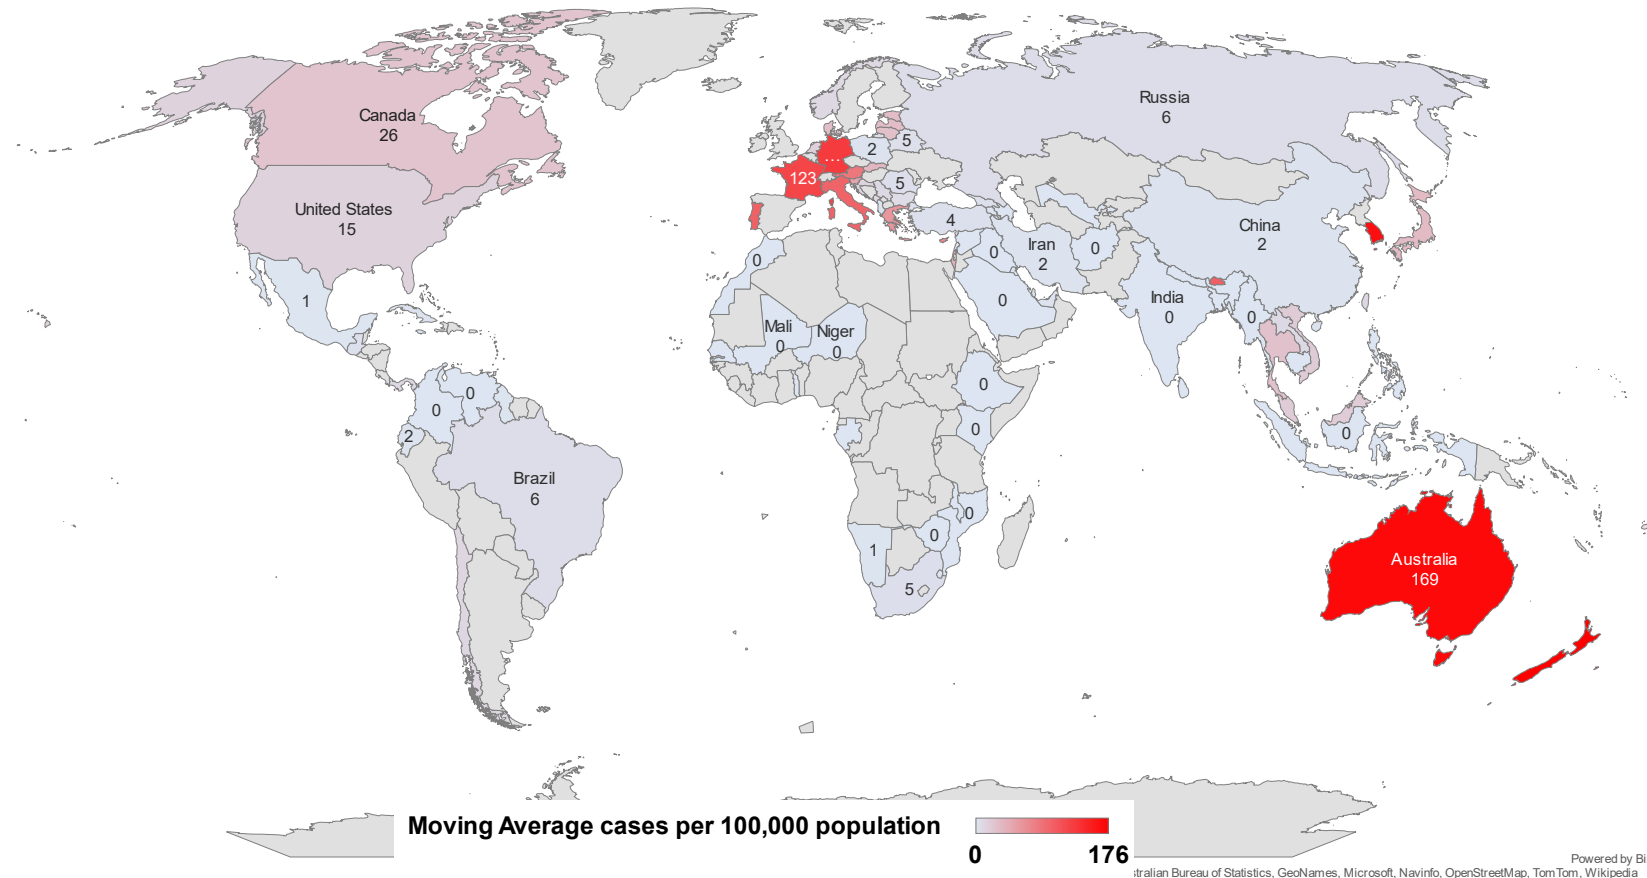 Canada
26
Russia
6
2
5
...
123
5
United States
15
4
China
2
0
0
Iran
2
0
1
0
India
0
0
Mali
0
Niger
0
0
0
0
0
2
0
0
Brazil
6
0
1
0
5
Australia
169
Moving Average cases per 100,000 population
0
176
Powered by Bi
stralian Bureau of Statistics, GeoNames, Microsoft, Navinfo, OpenStreetMap, TomTom, Wikipedia